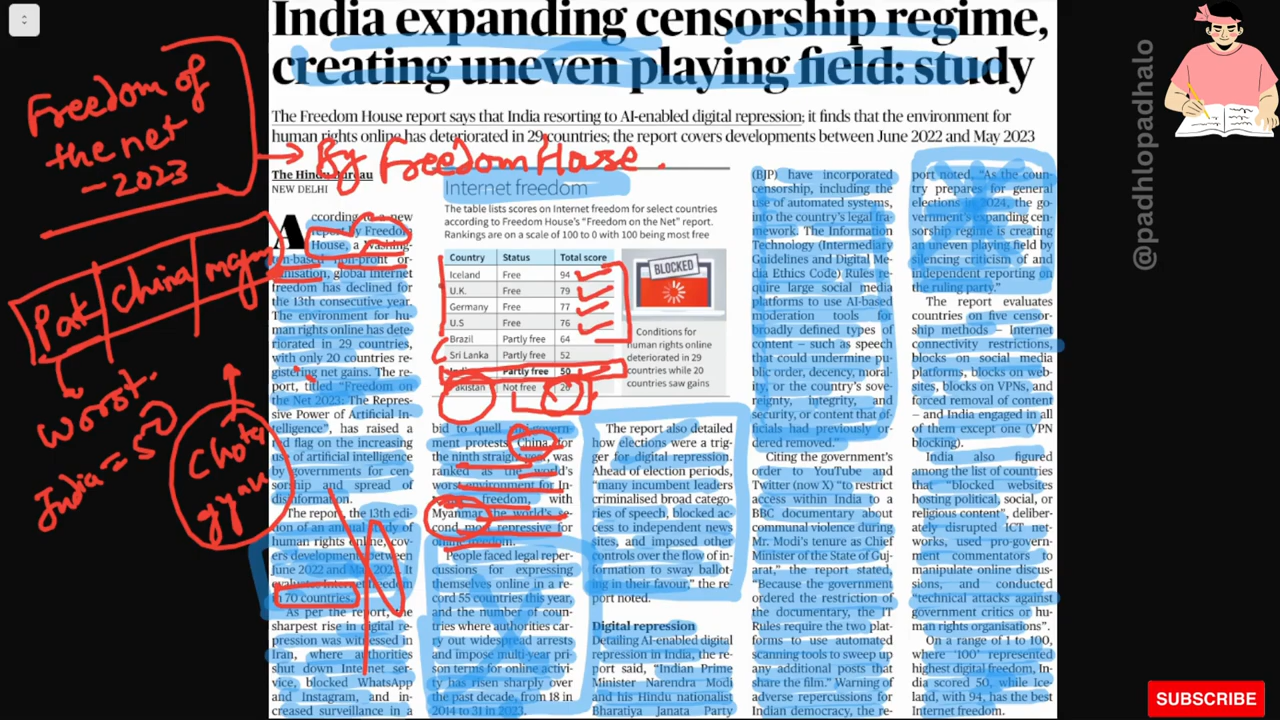 India expanding censorship regime,
creating uneven playing field: study
The Freedom House report says that India resorting to AI-enabled digital repression; it finds that the environment for
human rights online has deteriorated in 29 countries; the report covers developments between June 2022 and May 2023
Freedom of
the net
- 2023
By Freedom House.
Pak China mgm
Worst
India = 50
Chota
gyan
The Hindu Bureau
NEW DELHI
According to a new
report by Freedom
House, a Washing-
ton-based non-profit or-
ganisation, global Internet
freedom has declined for
the 13th consecutive year.
The environment for hu-
man rights online has dete-
riorated in 29 countries,
with only 20 countries re-
gistering net gains. The re-
port, titled "Freedom on
the Net 2023: The Repres-
sive Power of Artificial In-
telligence", has raised a
red flag on the increasing
use of artificial intelligence
by governments for cen-
sorship and spread of
disinformation.
The report, the 13th edi-
tion of an annual study of
human rights online, cov-
ers developments between
June 2022 and May 2023. It
evaluates Internet freedom
in 70 countries.
As per the report, the
sharpest rise in digital re-
pression was witnessed in
Iran, where authorities
shut down Internet ser-
vice, blocked WhatsApp
and Instagram, and in-
creased surveillance in a
Internet freedom
The table lists scores on Internet freedom for select countries
according to Freedom House's "Freedom on the Net" report.
Rankings are on a scale of 100 to 0 with 100 being most free
Country Status Total score
Iceland Free 94
U.K. Free 79
Germany Free 77
U.S Free 76
Brazil Partly free 64
Sri Lanka Partly free 52
India Partly free 50
Pakistan Not free 26
BLOCKED
Conditions for
human rights online
deteriorated in 29
countries while 20
countries saw gains
bid to quell anti-govern-
ment protests. China, for
the ninth straight year, was
ranked as the world's
worst environment for In-
ternet freedom, with
Myanmar the world's se-
cond most repressive for
online freedom.
People faced legal reper-
cussions for expressing
themselves online in a re-
cord 55 countries this year,
and the number of coun-
tries where authorities car-
ry out widespread arrests
and impose multi-year pri-
son terms for online activi-
ty has risen sharply over
the past decade, from 18 in
2014 to 31 in 2023.
The report also detailed
how elections were a trig-
ger for digital repression.
Ahead of election periods,
"many incumbent leaders
criminalised broad catego-
ries of speech, blocked ac-
cess to independent news
sites, and imposed other
controls over the flow of in-
formation to sway ballot-
ing in their favour," the re-
port noted.
Digital repression
Detailing AI-enabled digital
repression in India, the re-
port said, "Indian Prime
Minister Narendra Modi
and his Hindu nationalist
Bharatiya Janata Party
(BJP) have incorporated
censorship, including the
use of automated systems,
into the country's legal fra-
mework. The Information
Technology (Intermediary
Guidelines and Digital Me-
dia Ethics Code) Rules re-
quire large social media
platforms to use AI-based
moderation tools for
broadly defined types of
content – such as speech
that could undermine pu-
blic order, decency, morali-
ty, or the country's sove-
reignty, integrity, and
security, or content that of-
ficials had previously or-
dered removed."
Citing the government's
order to YouTube and
Twitter (now X) "to restrict
access within India to a
BBC documentary about
communal violence during
Mr. Modi's tenure as Chief
Minister of the State of Guj-
arat," the report stated,
"Because the government
ordered the restriction of
the documentary, the IT
Rules require the two plat-
forms to use automated
scanning tools to sweep up
any additional posts that
share the film." Warning of
adverse repercussions for
Indian democracy, the re-
port noted, "As the coun-
try prepares for general
elections in 2024, the go-
vernment's expanding cen-
sorship regime is creating
an uneven playing field by
silencing criticism of and
independent reporting on
the ruling party."
The report evaluates
countries on five censor-
ship methods – Internet
connectivity restrictions,
blocks on social media
platforms, blocks on web-
sites, blocks on VPNs, and
forced removal of content
– and India engaged in all
of them except one (VPN
blocking).
India also figured
among the list of countries
that "blocked websites
hosting political, social, or
religious content", deliber-
ately disrupted ICT net-
works, used pro-govern-
ment commentators to
manipulate online discus-
sions, and conducted
"technical attacks against
government critics or hu-
man rights organisations".
On a range of 1 to 100,
where '100' represented
highest digital freedom, In-
dia scored 50, while Ice-
land, with 94, has the best
Internet freedom.
@padhlopadhalo
SUBSCRIBE